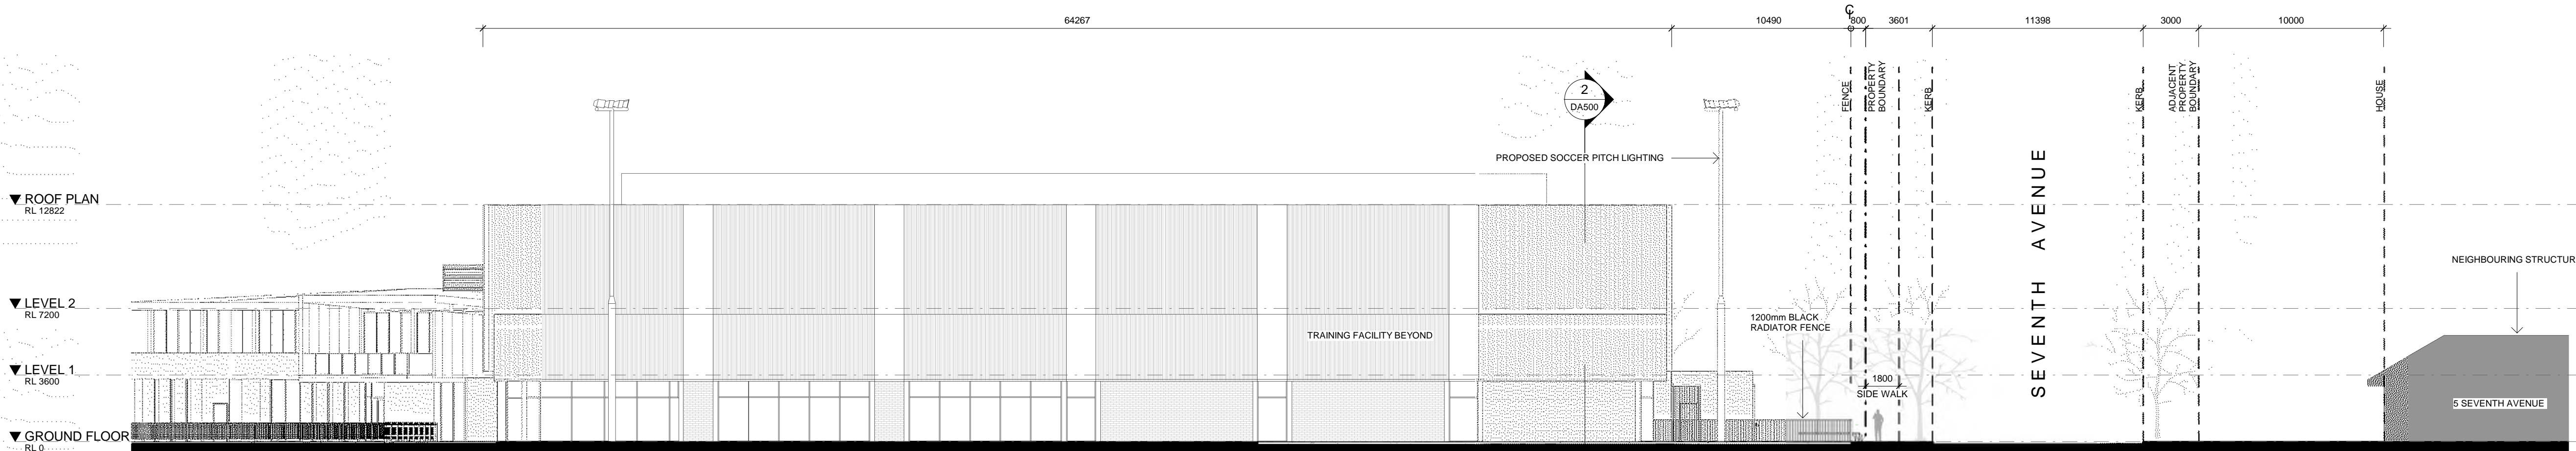 64267
10490
℄
800
3601
11398
3000
10000
FENCE
PROPERTY
BOUNDARY
KERB
KERB
ADJACENT
PROPERTY
BOUNDARY
HOUSE
2
DA500
PROPOSED SOCCER PITCH LIGHTING
ROOF PLAN
RL 12822
SEVENTH AVENUE
NEIGHBOURING STRUCTUR
LEVEL 2
RL 7200
1200mm BLACK
RADIATOR FENCE
TRAINING FACILITY BEYOND
LEVEL 1
RL 3600
1800
SIDE WALK
5 SEVENTH AVENUE
GROUND FLOOR
RL 0